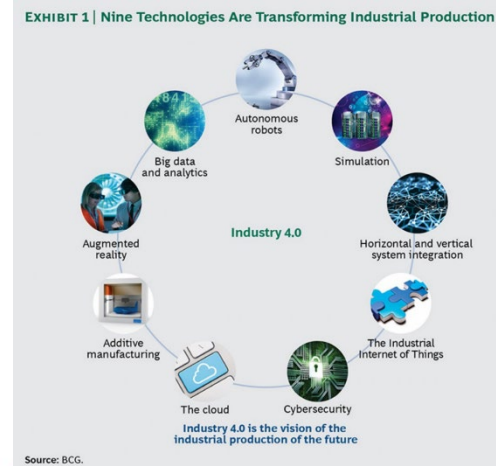 EXHIBIT 1 | Nine Technologies Are Transforming Industrial Production
Autonomous
robots
Simulation
Horizontal and vertical
system integration
The Industrial
Internet of Things
Cybersecurity
The cloud
Additive
manufacturing
Augmented
reality
Big data
and analytics
Industry 4.0
Industry 4.0 is the vision of the
industrial production of the future
Source: BCG.